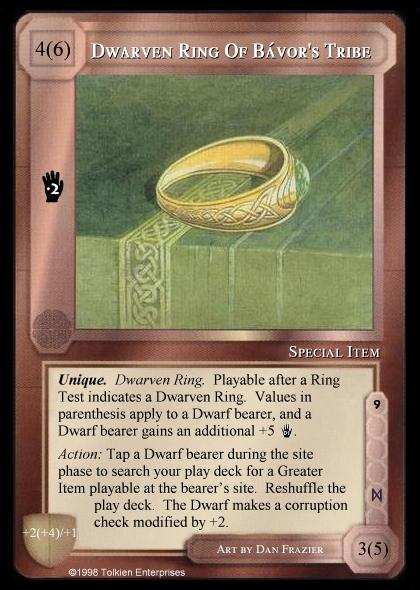 4(6)
Dwarven Ring Of Bávor's Tribe
2
Special Item
Unique. Dwarven Ring. Playable after a Ring
Test indicates a Dwarven Ring. Values in
parenthesis apply to a Dwarf bearer, and a
Dwarf bearer gains an additional +5 .
Action: Tap a Dwarf bearer during the site
phase to search your play deck for a Greater
Item playable at the bearer's site. Reshuffle the
play deck. The Dwarf makes a corruption
check modified by +2.
9
+2(+4)/+1
Art by Dan Frazier
3(5)
©1998 Tolkien Enterprises